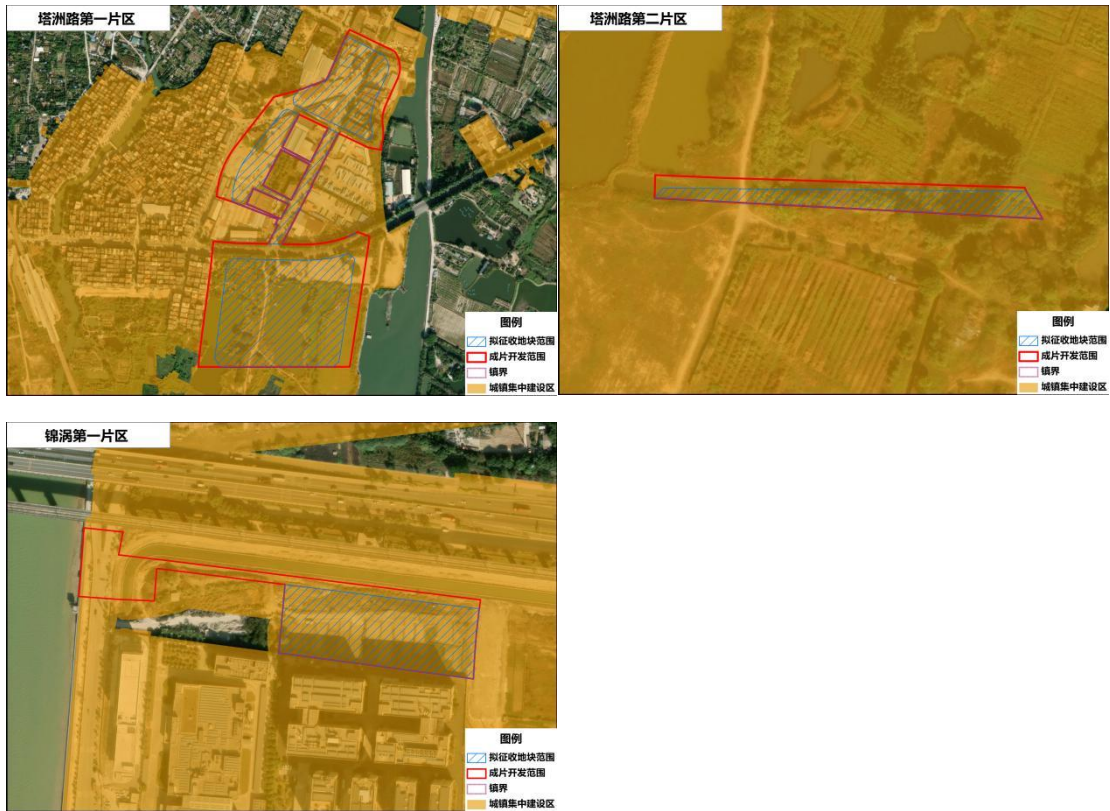 塔洲路第一片区
图例
拟征收地块范围
成片开发范围
镇界
城镇集中建设区
塔洲路第二片区
图例
拟征收地块范围
成片开发范围
镇界
城镇集中建设区
锦涡第一片区
图例
拟征收地块范围
成片开发范围
镇界
城镇集中建设区